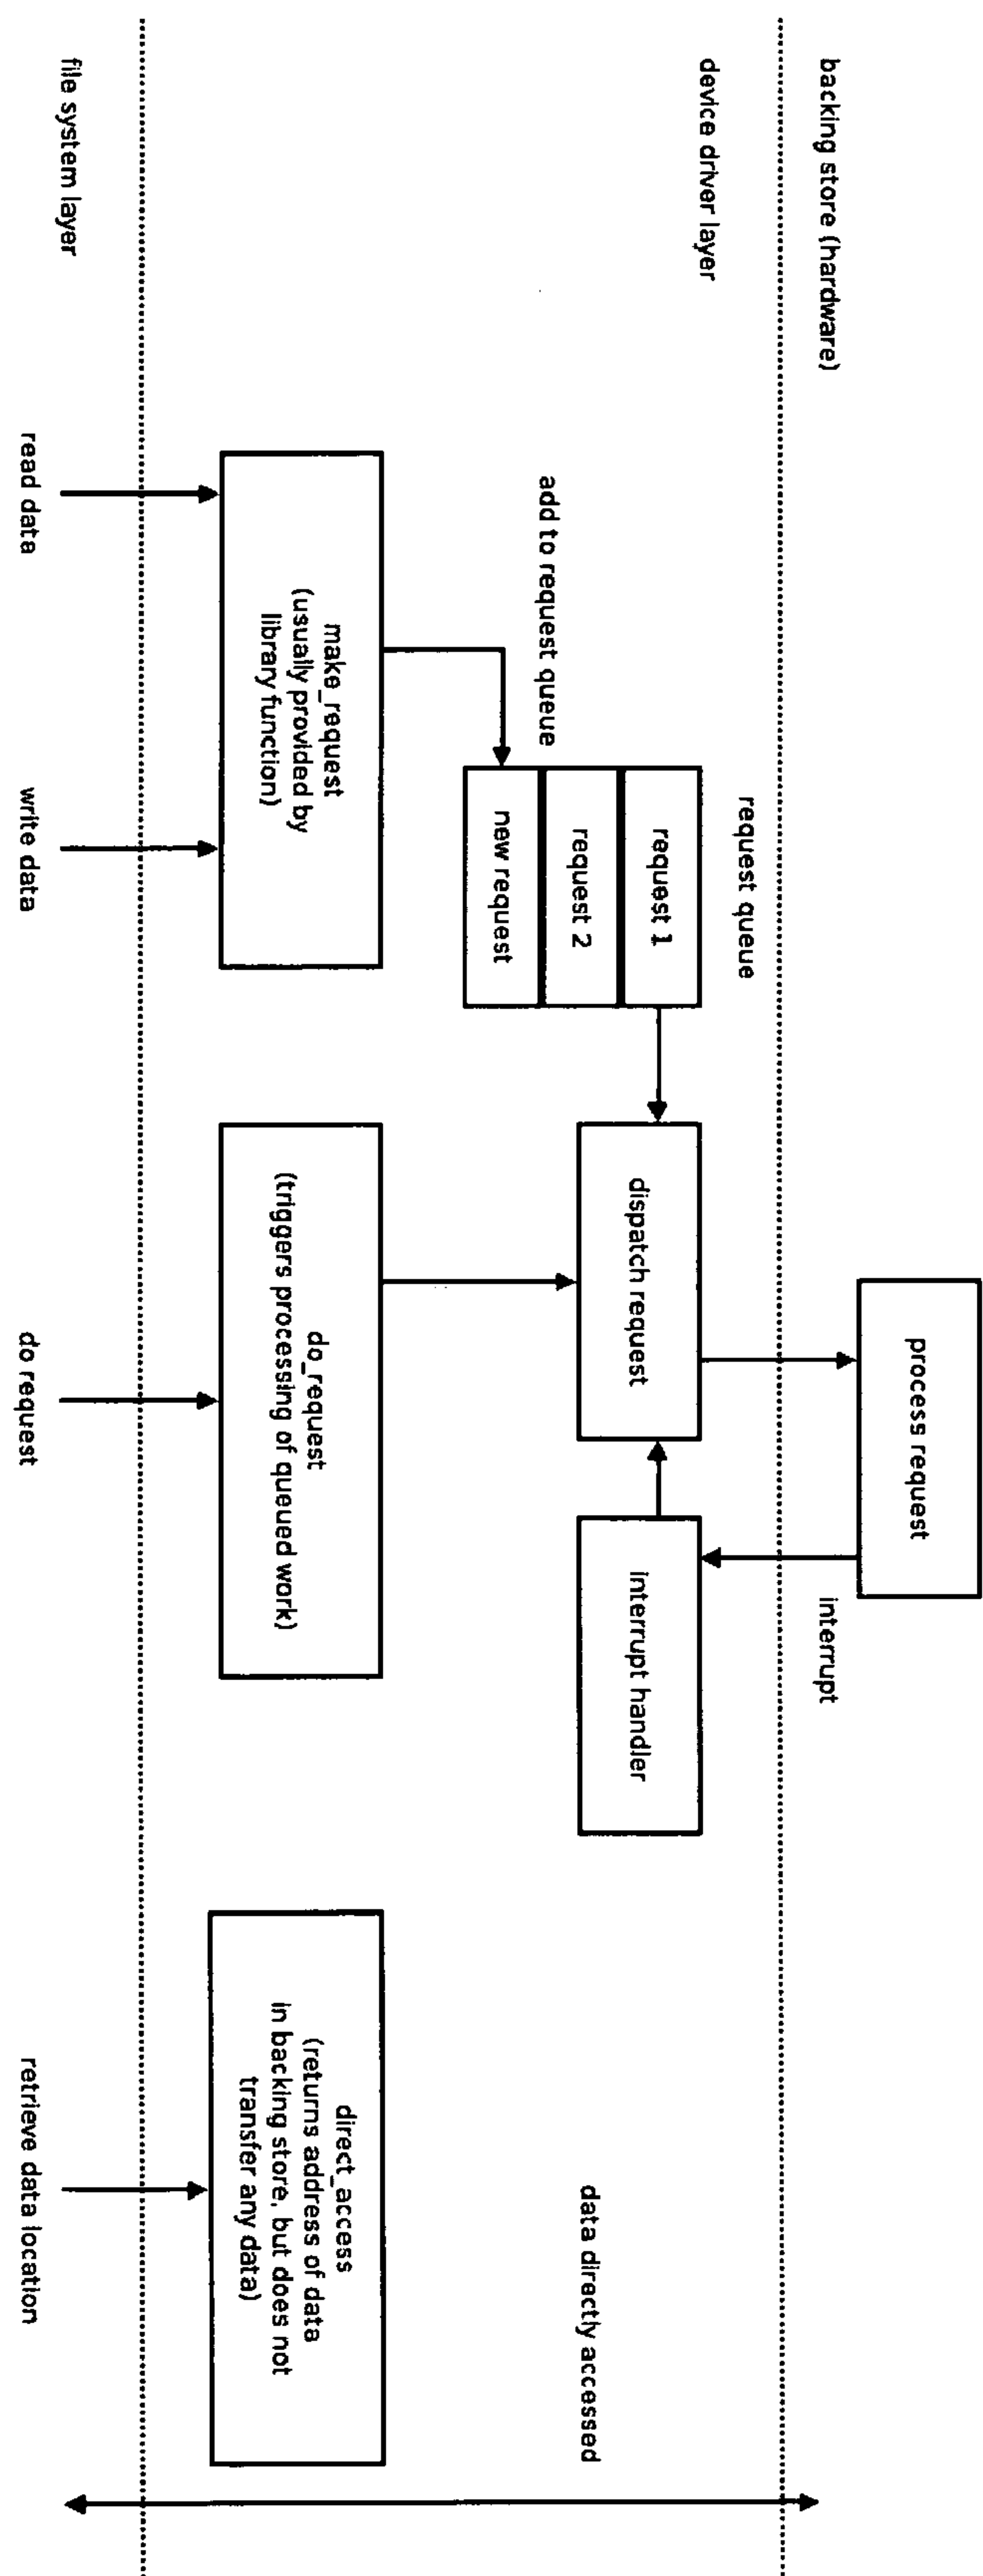 backing store (hardware)
process request
interrupt
device driver layer
request queue
request 1
request 2
new request
add to request queue
dispatch request
interrupt handler
data directly accessed
make_request
(usually provided by
library function)
do_request
(triggers processing of queued work)
direct_access
(returns address of data
in backing store, but does not
transfer any data)
file system layer
read data
write data
do request
retrieve data location